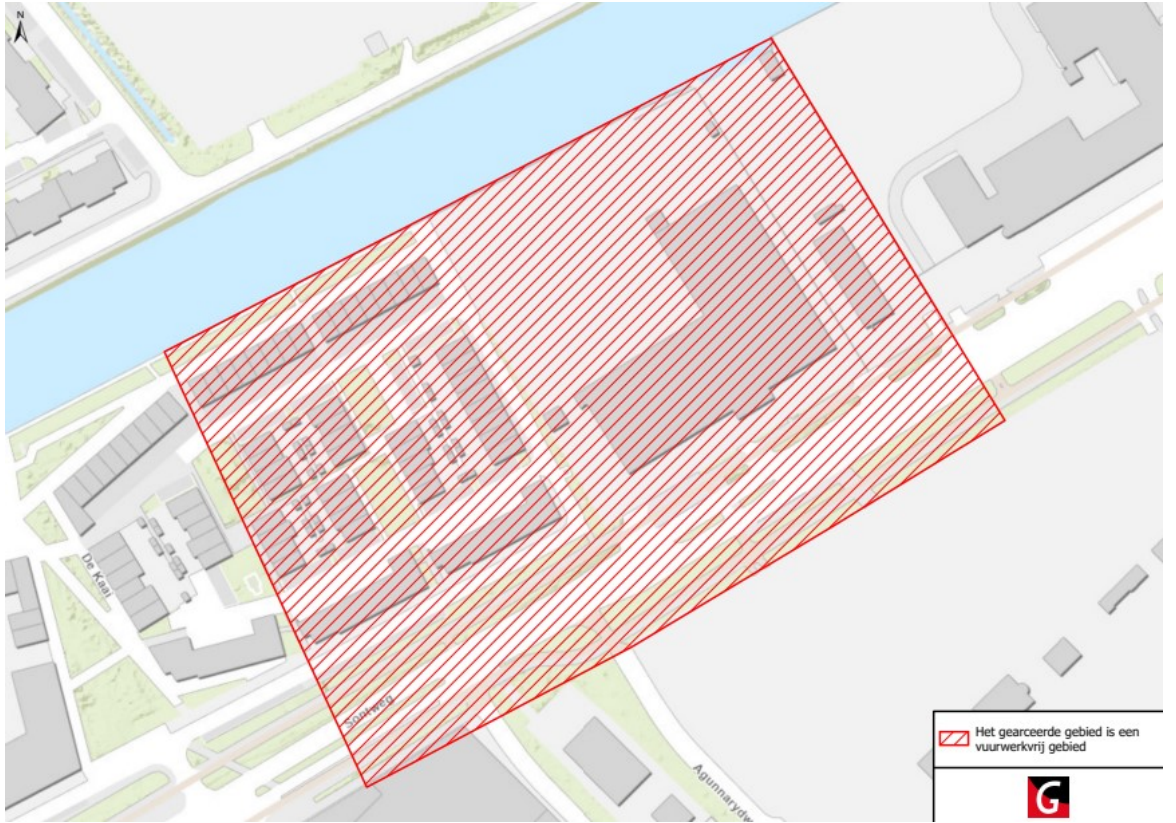 N
De Kaai
Sontweg
Agunnarydw
Het gearceerde gebied is een
vuurwerkvrij gebied
G